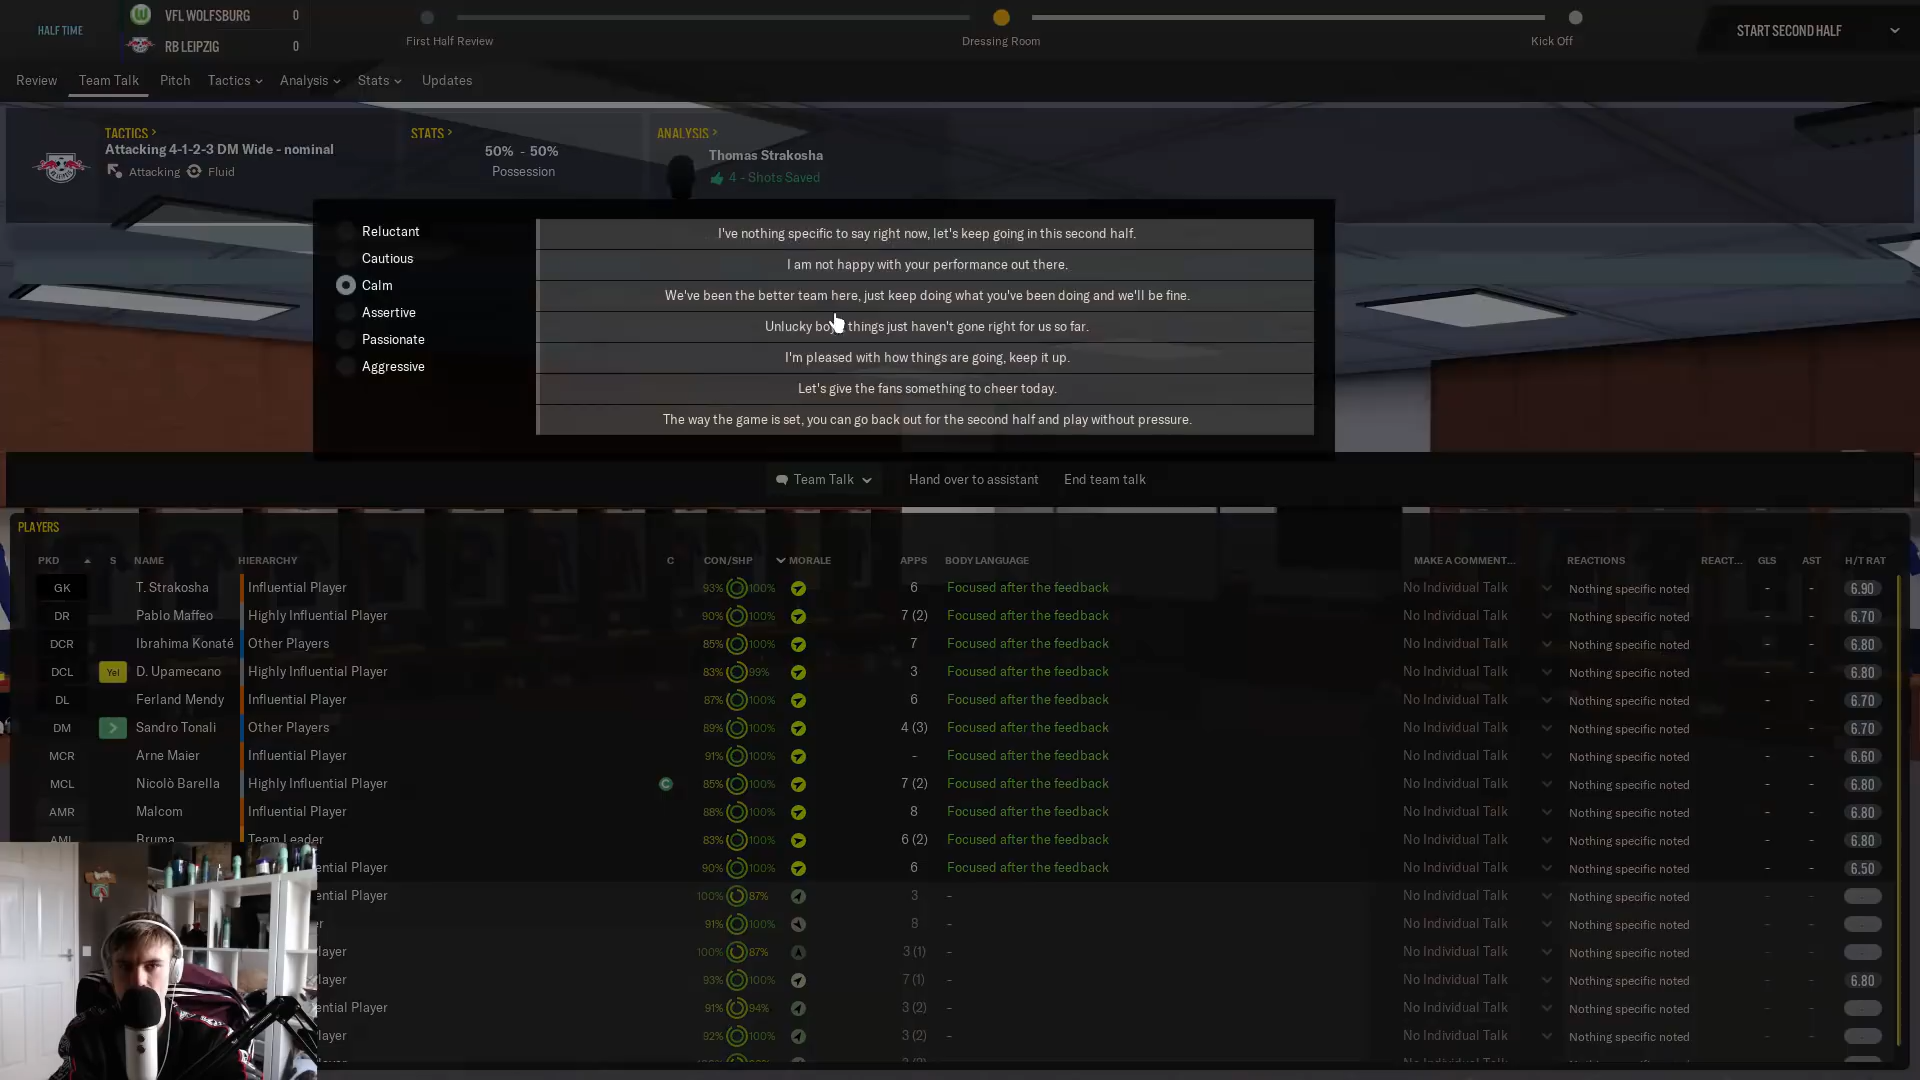 HALF TIME
VFL WOLFSBURG 0
RB LEIPZIG 0
First Half Review
Dressing Room
Kick Off
START SECOND HALF
Review Team Talk Pitch Tactics Analysis Stats Updates
TACTICS >
Attacking 4-1-2-3 DM Wide - nominal
Attacking Fluid
STATS >
50% - 50%
Possession
ANALYSIS >
Thomas Strakosha
4 - Shots Saved
Reluctant
Cautious
Calm
Assertive
Passionate
Aggressive
I've nothing specific to say right now, let's keep going in this second half.
I am not happy with your performance out there.
We've been the better team here, just keep doing what you've been doing and we'll be fine.
Unlucky things just haven't gone right for us so far.
I'm pleased with how things are going, keep it up.
Let's give the fans something to cheer today.
The way the game is set, you can go back out for the second half and play without pressure.
Team Talk Hand over to assistant End team talk
PLAYERS
PKD S NAME HIERARCHY C CON/SHP MORALE APPS BODY LANGUAGE MAKE A COMMENT... REACTIONS REACT... GLS AST H/T RAT
GK T. Strakosha Influential Player 93% 100% 6 Focused after the feedback No Individual Talk Nothing specific noted - - 6.90
DR Pablo Maffeo Highly Influential Player 90% 100% 7 (2) Focused after the feedback No Individual Talk Nothing specific noted - - 6.70
DCR Ibrahima Konaté Other Players 85% 100% 7 Focused after the feedback No Individual Talk Nothing specific noted - - 6.80
DCL Yel D. Upamecano Highly Influential Player 83% 99% 3 Focused after the feedback No Individual Talk Nothing specific noted - - 6.80
DL Ferland Mendy Influential Player 87% 100% 6 Focused after the feedback No Individual Talk Nothing specific noted - - 6.70
DM Sandro Tonali Other Players 89% 100% 4 (3) Focused after the feedback No Individual Talk Nothing specific noted - - 6.70
MCR Arne Maier Influential Player 91% 100% - Focused after the feedback No Individual Talk Nothing specific noted - - 6.60
MCL Nicolò Barella Highly Influential Player C 85% 100% 7 (2) Focused after the feedback No Individual Talk Nothing specific noted - - 6.80
AMR Malcom Influential Player 88% 100% 8 Focused after the feedback No Individual Talk Nothing specific noted - - 6.80
AML Bruma Team Leader 83% 100% 6 (2) Focused after the feedback No Individual Talk Nothing specific noted - - 6.80
ential Player 90% 100% 6 Focused after the feedback No Individual Talk Nothing specific noted - - 6.50
ential Player 100% 87% 3 - No Individual Talk Nothing specific noted - -
er 91% 100% 8 - No Individual Talk Nothing specific noted - -
layer 100% 87% 3 (1) - No Individual Talk Nothing specific noted - -
layer 93% 100% 7 (1) - No Individual Talk Nothing specific noted - - 6.80
ential Player 91% 94% 3 (2) - No Individual Talk Nothing specific noted - -
layer 92% 100% 3 (2) - No Individual Talk Nothing specific noted - -